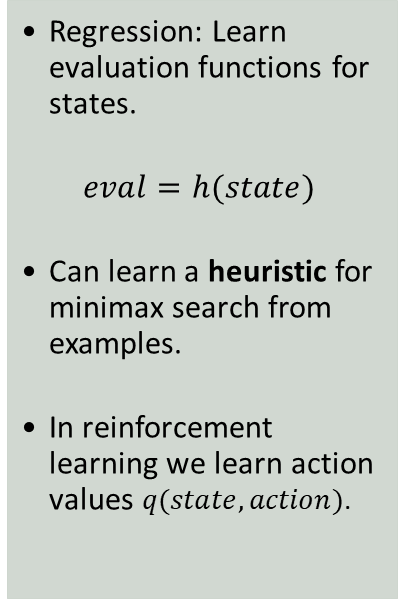 • Regression: Learn
evaluation functions for
states.
eval = h(state)
• Can learn a heuristic for
minimax search from
examples.
• In reinforcement
learning we learn action
values q(state, action).